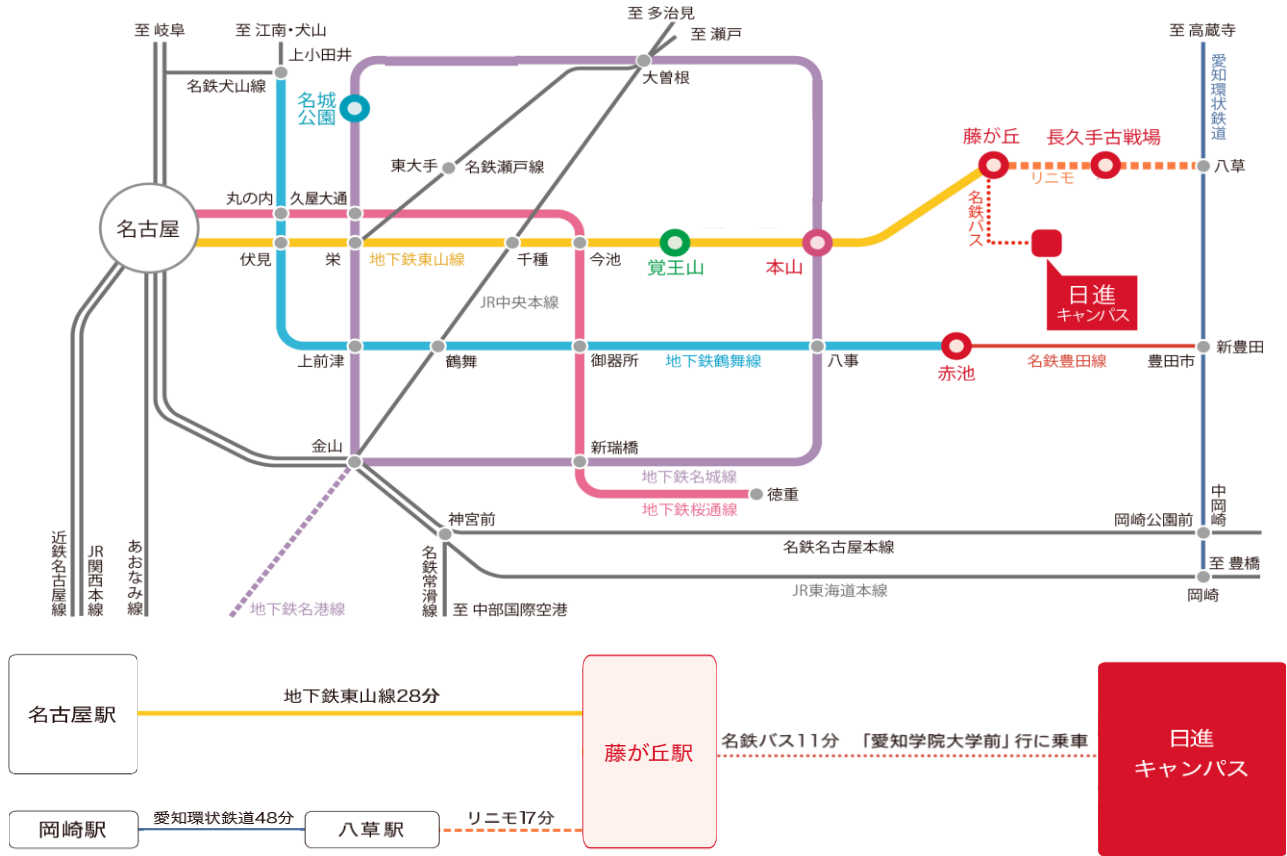 至 岐阜
至 江南・犬山
至 多治見
至 瀬戸
至 高蔵寺
上小田井
名鉄犬山線
大曽根
愛知環状鉄道
名城
公園
東大手
名鉄瀬戸線
藤が丘
長久手古戦場
リニモ
八草
丸の内
久屋大通
名鉄バス
名古屋
伏見
栄
地下鉄東山線
千種
今池
覚王山
本山
日進
キャンパス
JR中央本線
上前津
鶴舞
御器所
地下鉄鶴舞線
八事
赤池
名鉄豊田線
豊田市
新豊田
金山
新瑞橋
地下鉄名城線
徳重
地下鉄桜通線
神宮前
岡崎公園前
中岡崎
名鉄名古屋本線
至 豊橋
JR東海道本線
岡崎
近鉄名古屋線
JR関西本線
あおなみ線
地下鉄名港線
名鉄常滑線
至 中部国際空港
名古屋駅
地下鉄東山線28分
藤が丘駅
名鉄バス11分 「愛知学院大学前」行に乗車
日進
キャンパス
岡崎駅
愛知環状鉄道48分
八草駅
リニモ17分